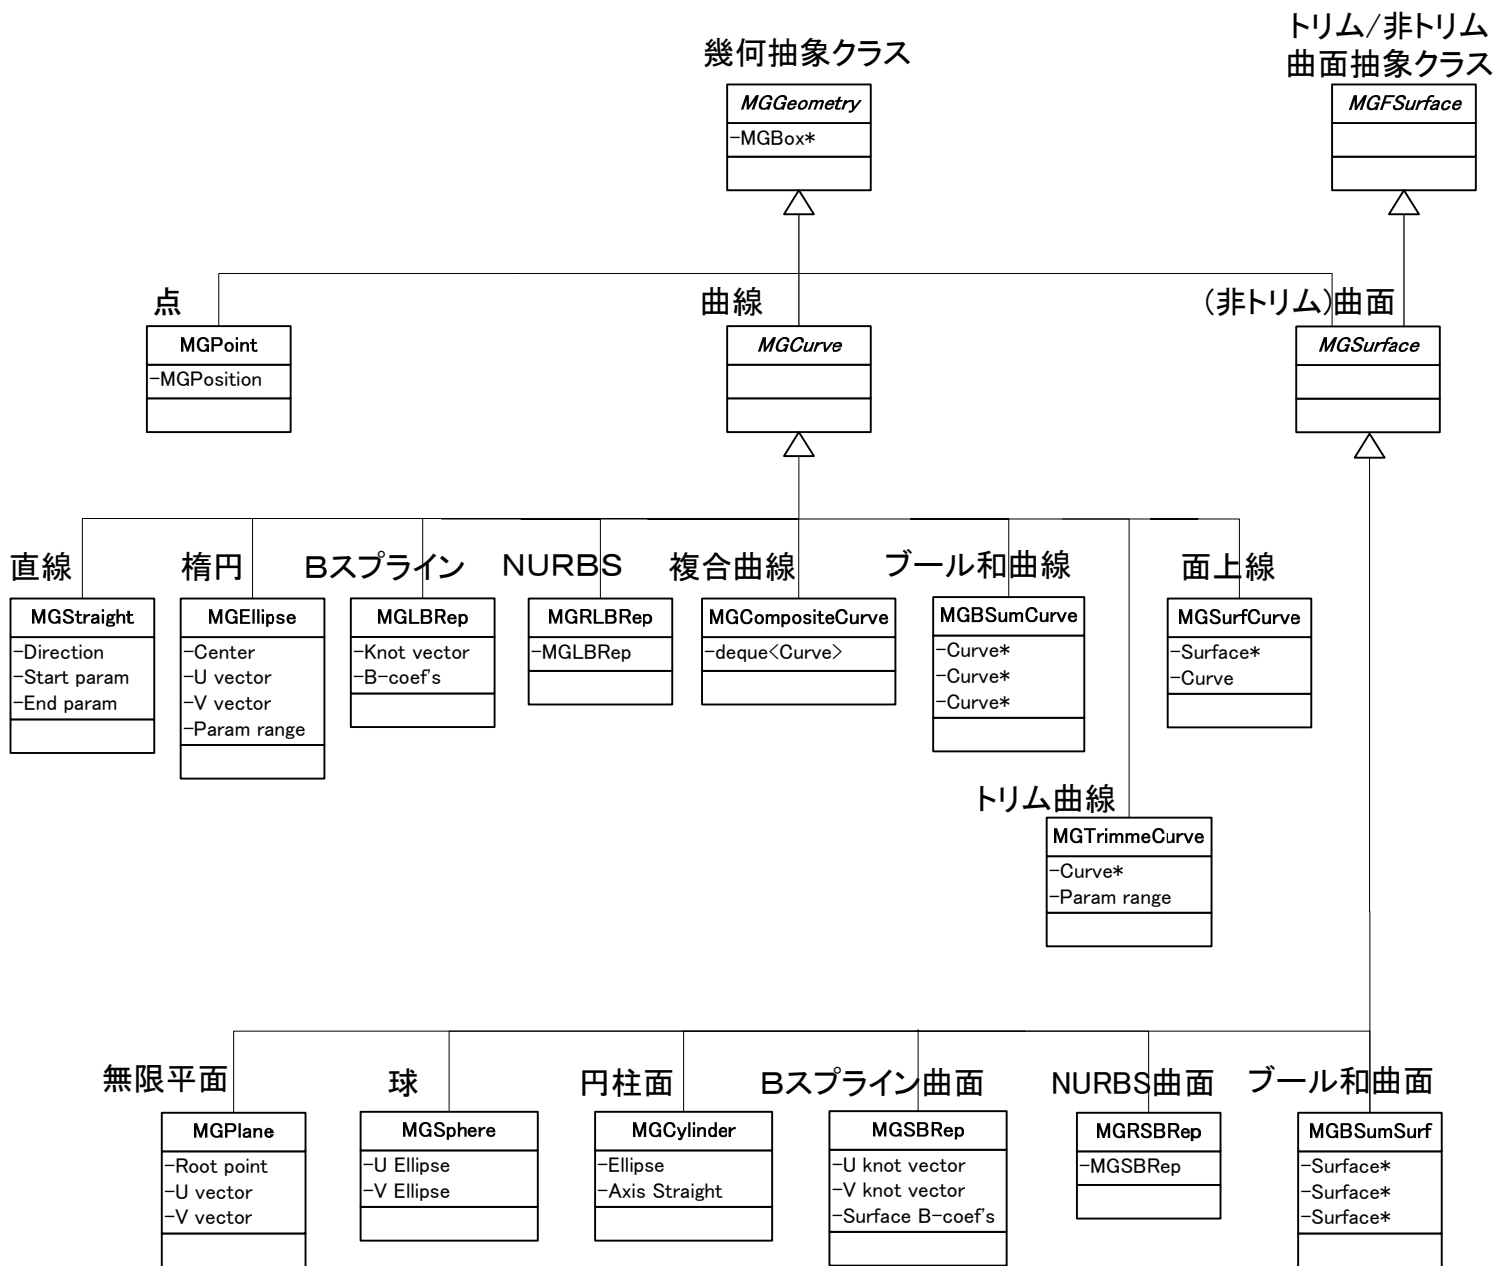 幾何抽象クラス
MGGeometry
-MGBox*
トリム/非トリム
曲面抽象クラス
MGFSurface
点
MGPoint
-MGPosition
曲線
MGCurve
(非トリム)曲面
MGSurface
直線
MGStraight
-Direction
-Start param
-End param
楕円
MGEllipse
-Center
-U vector
-V vector
-Param range
Bスプライン
MGLBRep
-Knot vector
-B-coef's
NURBS
MGRLBRep
-MGLBRep
複合曲線
MGCompositeCurve
-deque<Curve>
ブール和曲線
MGBSumCurve
-Curve*
-Curve*
-Curve*
面上線
MGSurfCurve
-Surface*
-Curve
トリム曲線
MGTrimmeCurve
-Curve*
-Param range
無限平面
MGPlane
-Root point
-U vector
-V vector
球
MGSphere
-U Ellipse
-V Ellipse
円柱面
MGCylinder
-Ellipse
-Axis Straight
Bスプライン曲面
MGSBRep
-U knot vector
-V knot vector
-Surface B-coef's
NURBS曲面
MGRSBRep
-MGSBRep
ブール和曲面
MGBSumSurf
-Surface*
-Surface*
-Surface*